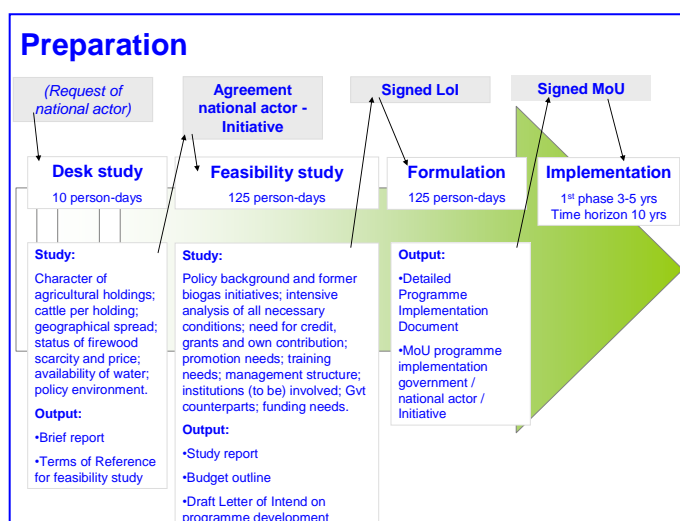 Preparation
(Request of
national actor)
Agreement
national actor -
Initiative
Signed LoI
Signed MoU
Desk study
10 person-days
Feasibility study
125 person-days
Formulation
125 person-days
Implementation
1st phase 3-5 yrs
Time horizon 10 yrs
Study:
Character of
agricultural holdings;
cattle per holding;
geographical spread;
status of firewood
scarcity and price;
availability of water;
policy environment.
Output:
•Brief report
•Terms of Reference
for feasibility study
Study:
Policy background and former
biogas initiatives; intensive
analysis of all necessary
conditions; need for credit,
grants and own contribution;
promotion needs; training
needs; management structure;
institutions (to be) involved; Gvt
counterparts; funding needs.
Output:
•Study report
•Budget outline
•Draft Letter of Intend on
programme development
Output:
•Detailed
Programme
Implementation
Document
•MoU programme
implementation
government /
national actor /
Initiative